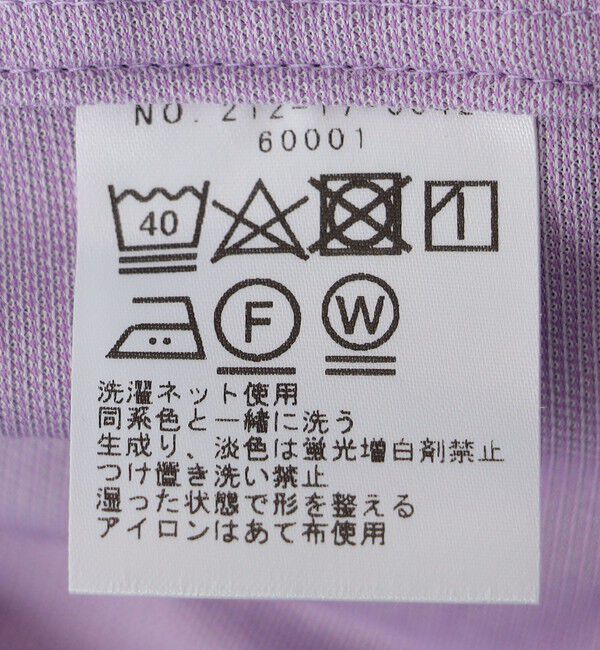 60001
40
F W
洗濯ネット使用
同系色と一緒に洗う
生成り、淡色は蛍光増白剤禁止
つけ置き洗い禁止
湿った状態で形を整える
アイロンはあて布使用